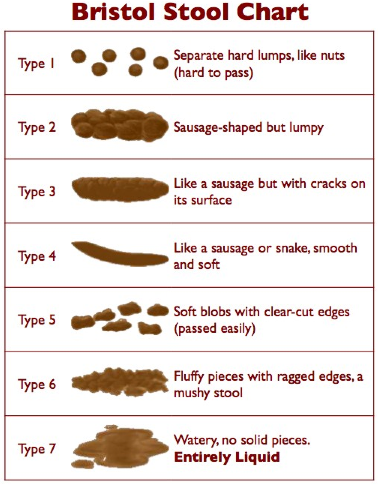 Bristol Stool Chart
Type 1
Separate hard lumps, like nuts
(hard to pass)
Type 2
Sausage-shaped but lumpy
Type 3
Like a sausage but with cracks on
its surface
Type 4
Like a sausage or snake, smooth
and soft
Type 5
Soft blobs with clear-cut edges
(passed easily)
Type 6
Fluffy pieces with ragged edges, a
mushy stool
Type 7
Watery, no solid pieces.
Entirely Liquid